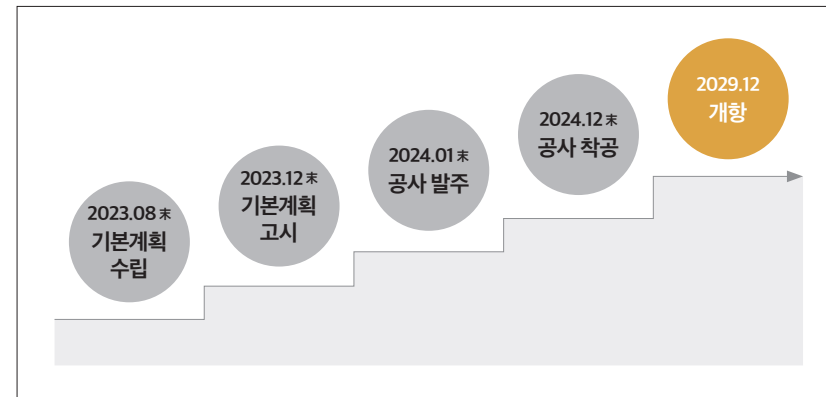 2023.08 末
기본계획
수립
2023.12 末
기본계획
고시
2024.01 末
공사 발주
2024.12 末
공사 착공
2029.12
개항